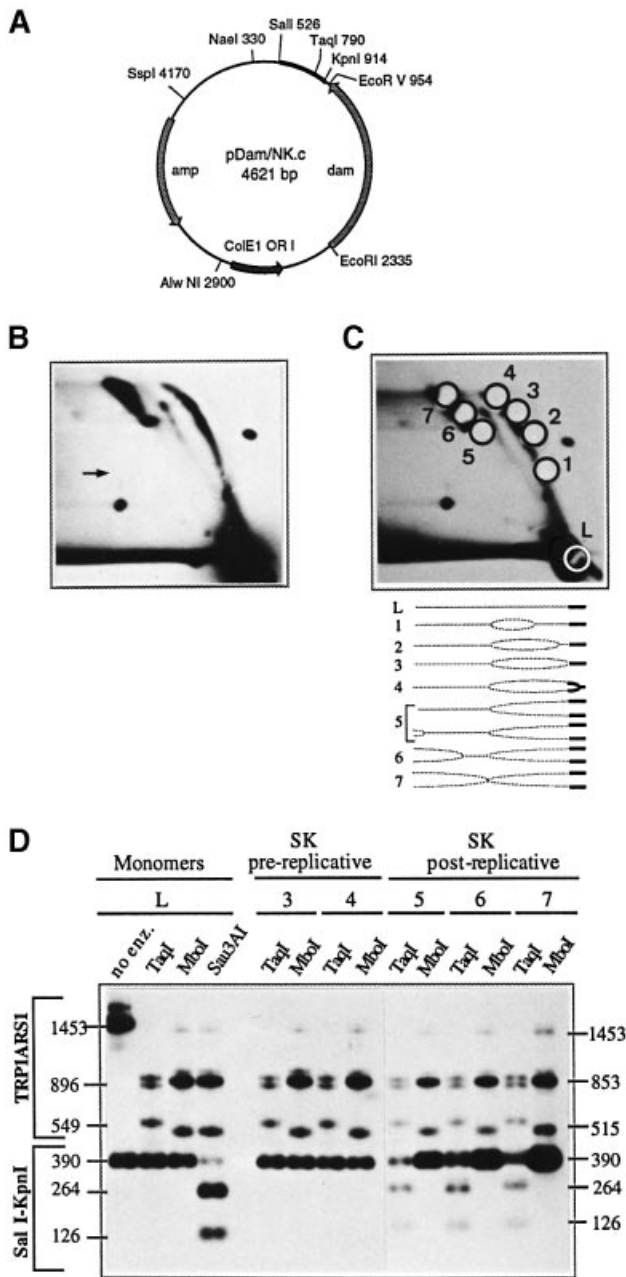 A
SalI 526
NaeI 330
TaqI 790
KpnI 914
EcoR V 954
SspI 4170
pDam/NK.c
4621 bp
amp
dam
ColE1 OR I
EcoRI 2335
Alw NI 2900
B
C
4
3
7
2
6
5
1
L
L
1
2
3
4
5
6
7
D
SK
SK
Monomers
pre-replicative
post-replicative
L
3
4
5
6
7
no enz.
TaqI
MboI
Sau3AI
TaqI
MboI
TaqI
MboI
TaqI
MboI
TaqI
MboI
TaqI
MboI
TRP1ARS1
1453
1453
896
853
549
515
Sal I-KpnI
390
390
264
264
126
126